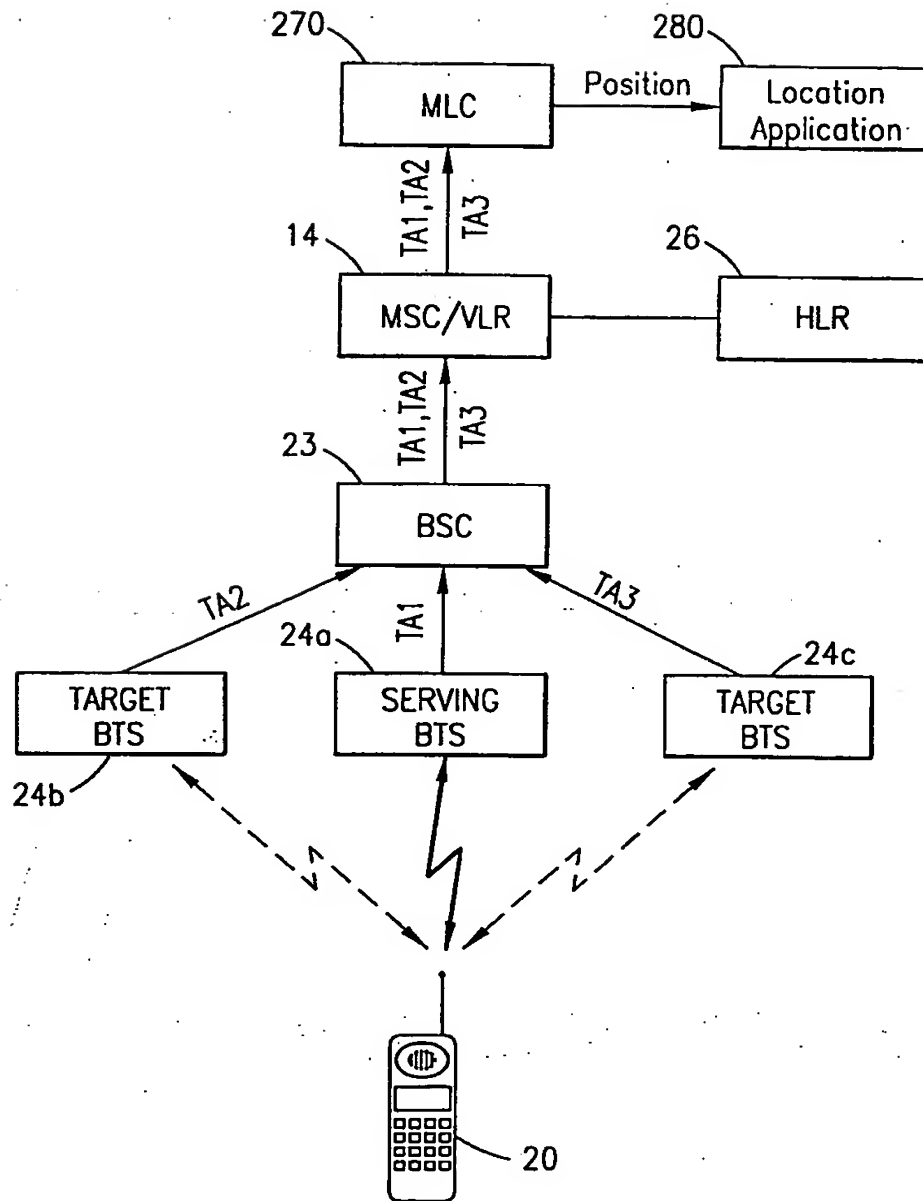 270
280
MLC
Position
Location
Application
TA1,TA2
TA3
14
26
MSC/VLR
HLR
TA1,TA2
TA3
23
BSC
TA2
TA1
TA3
24a
24c
TARGET
BTS
SERVING
BTS
TARGET
BTS
24b
20